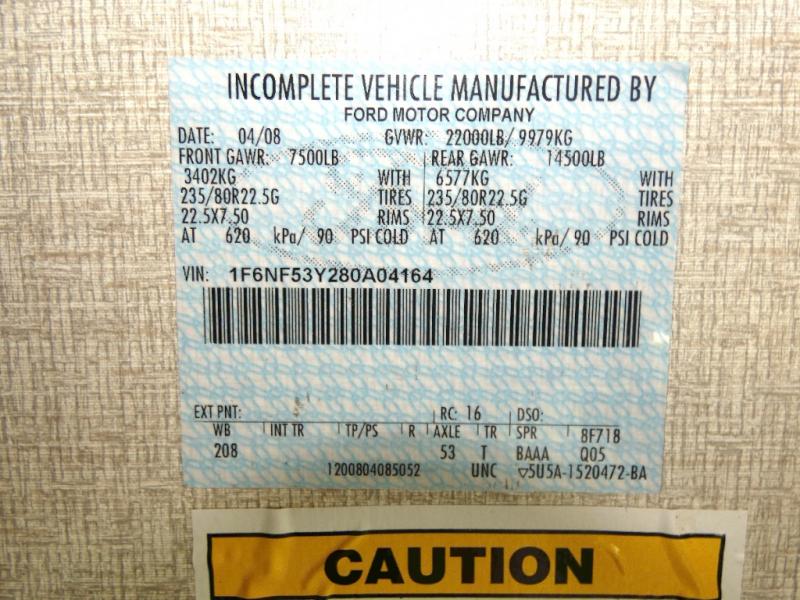 INCOMPLETE VEHICLE MANUFACTURED BY
FORD MOTOR COMPANY
DATE: 04/08 GVWR: 22000LB/ 9979KG
FRONT GAWR: 7500LB REAR GAWR: 14500LB
3402KG WITH 6577KG WITH
235/80R22.5G TIRES 235/80R22.5G TIRES
22.5X7.50 RIMS 22.5X7.50 RIMS
AT 620 kPa/ 90 PSI COLD AT 620 kPa/ 90 PSI COLD
VIN: 1F6NF53Y280A04164
EXT PNT: RC: 16 DSO:
WB INT TR TP/PS R AXLE TR SPR 8F718
208 53 T BAAA Q05
1200804085052 UNC ▽5U5A-1520472-BA
CAUTION